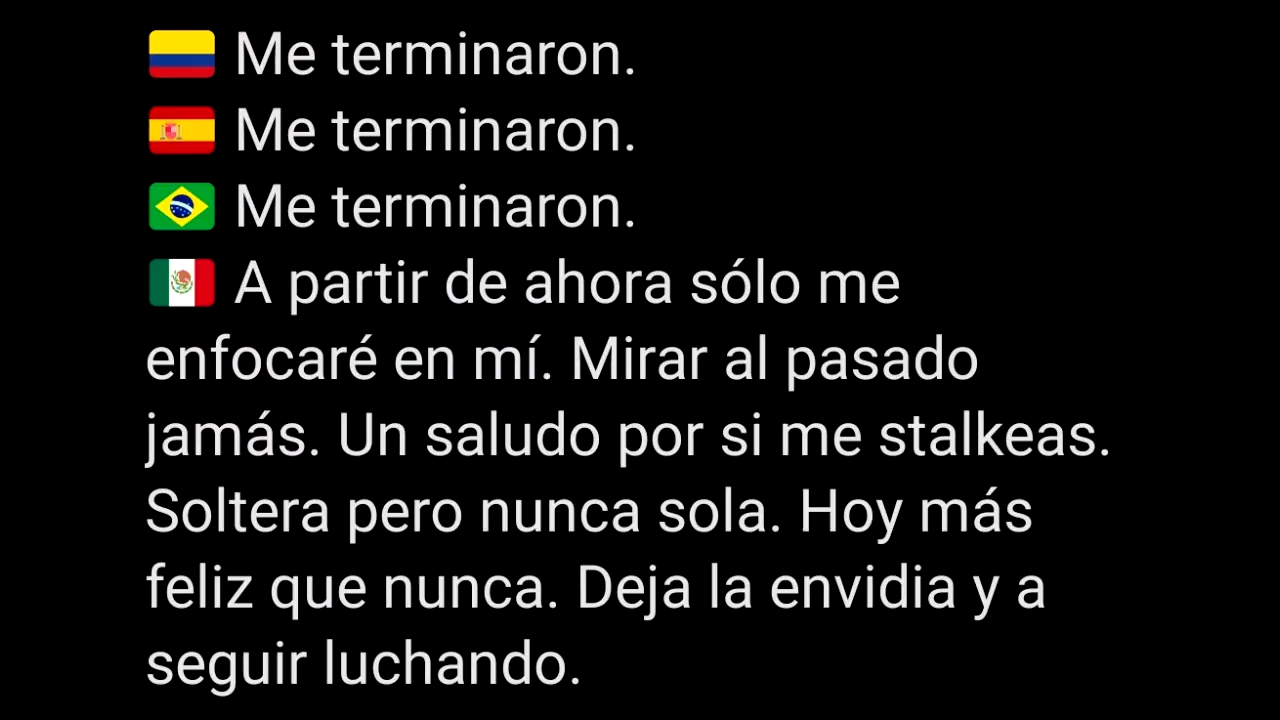 🇨🇴 Me terminaron.
🇪🇸 Me terminaron.
🇧🇷 Me terminaron.
🇲🇽 A partir de ahora sólo me
enfocaré en mí. Mirar al pasado
jamás. Un saludo por si me stalkeas.
Soltera pero nunca sola. Hoy más
feliz que nunca. Deja la envidia y a
seguir luchando.